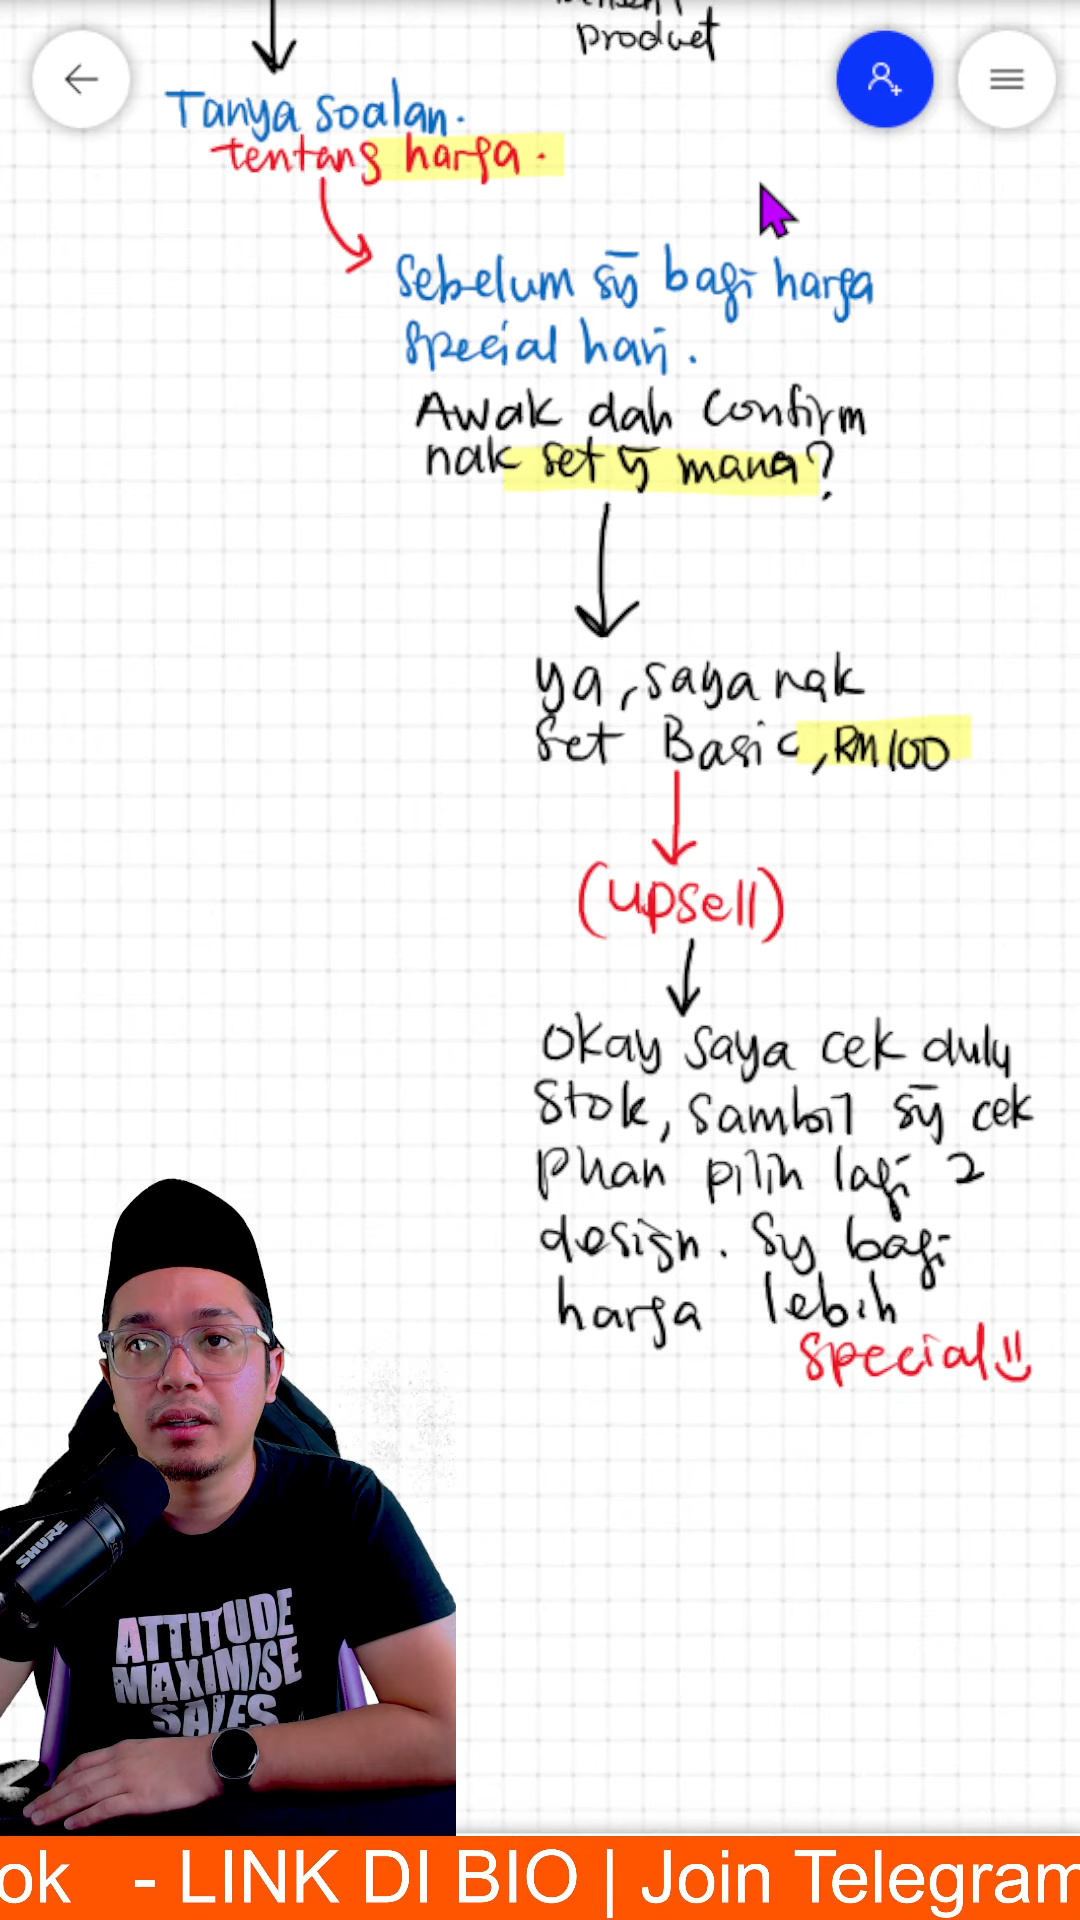 product
Tanya soalan.
tentang harga.
Sebelum sy bagi harga
special hari.
Awak dah confirm
nak set y mana?
ya, saya nak
set Basic, RM100
(upsell)
Okay saya cek dulu
stok, sambil sy cek
puan pilih lagi 2
design. Sy bagi
harga lebih
special
SHURE
ATTITUDE
MAXIMISE
SALES
ok - LINK DI BIO | Join Telegram